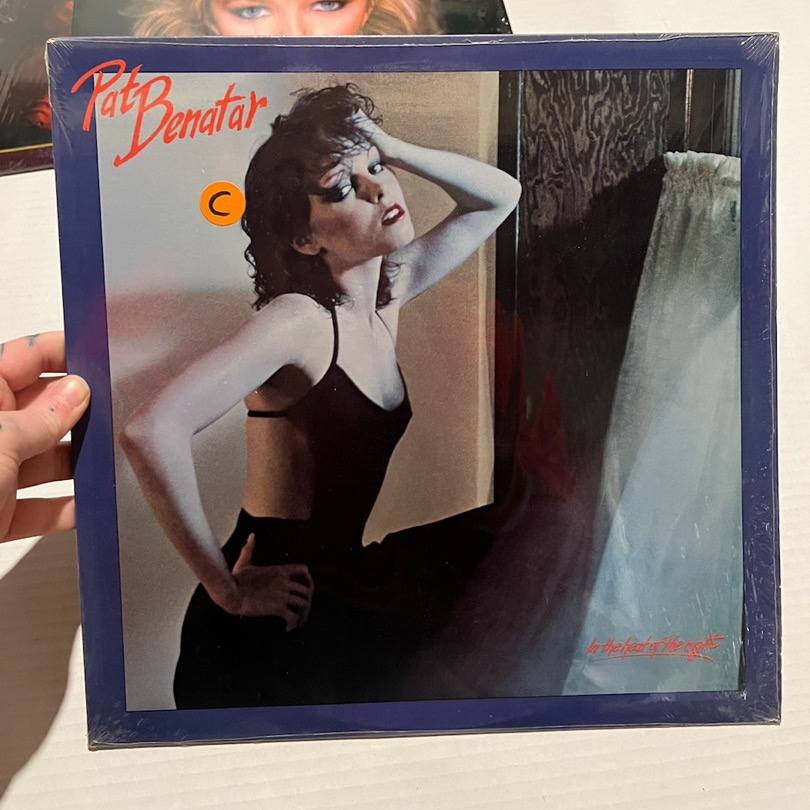 Pat
Benatar
C
In the heat of the night